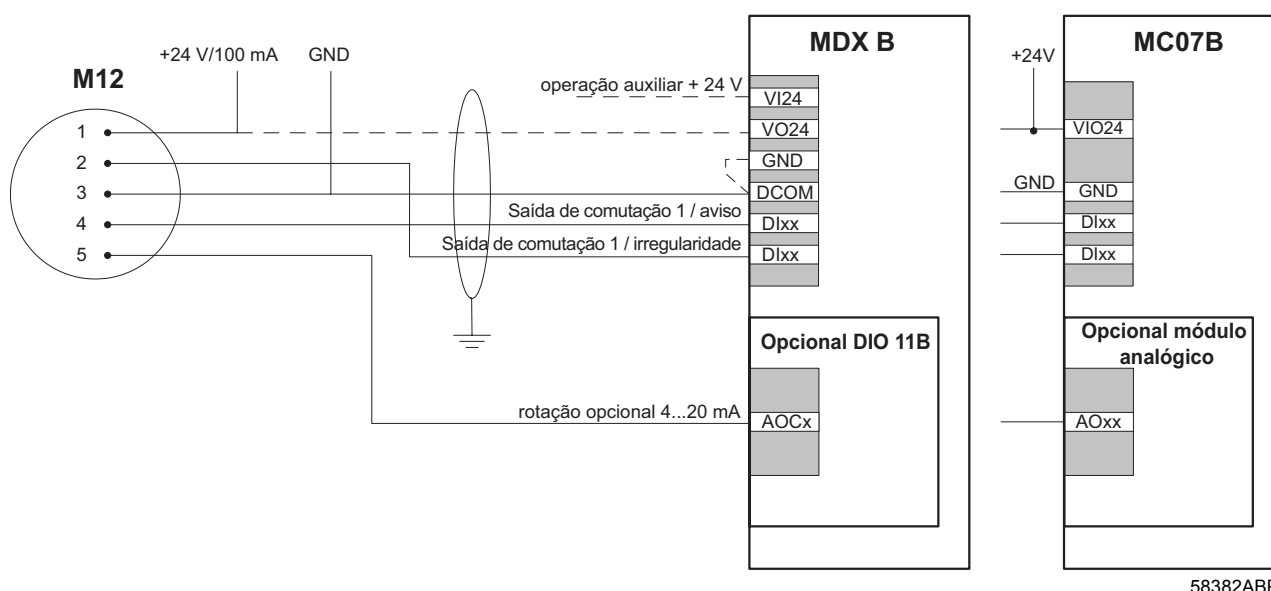 M12
+24 V/100 mA
GND
1
2
3
4
5
operação auxiliar + 24 V
Saída de comutação 1 / aviso
Saída de comutação 1 / irregularidade
rotação opcional 4...20 mA
MDX B
VI24
VO24
GND
DCOM
DIxx
DIxx
Opcional DIO 11B
AOCx
MC07B
+24V
VIO24
GND
GND
DIxx
DIxx
Opcional módulo
analógico
AOxx